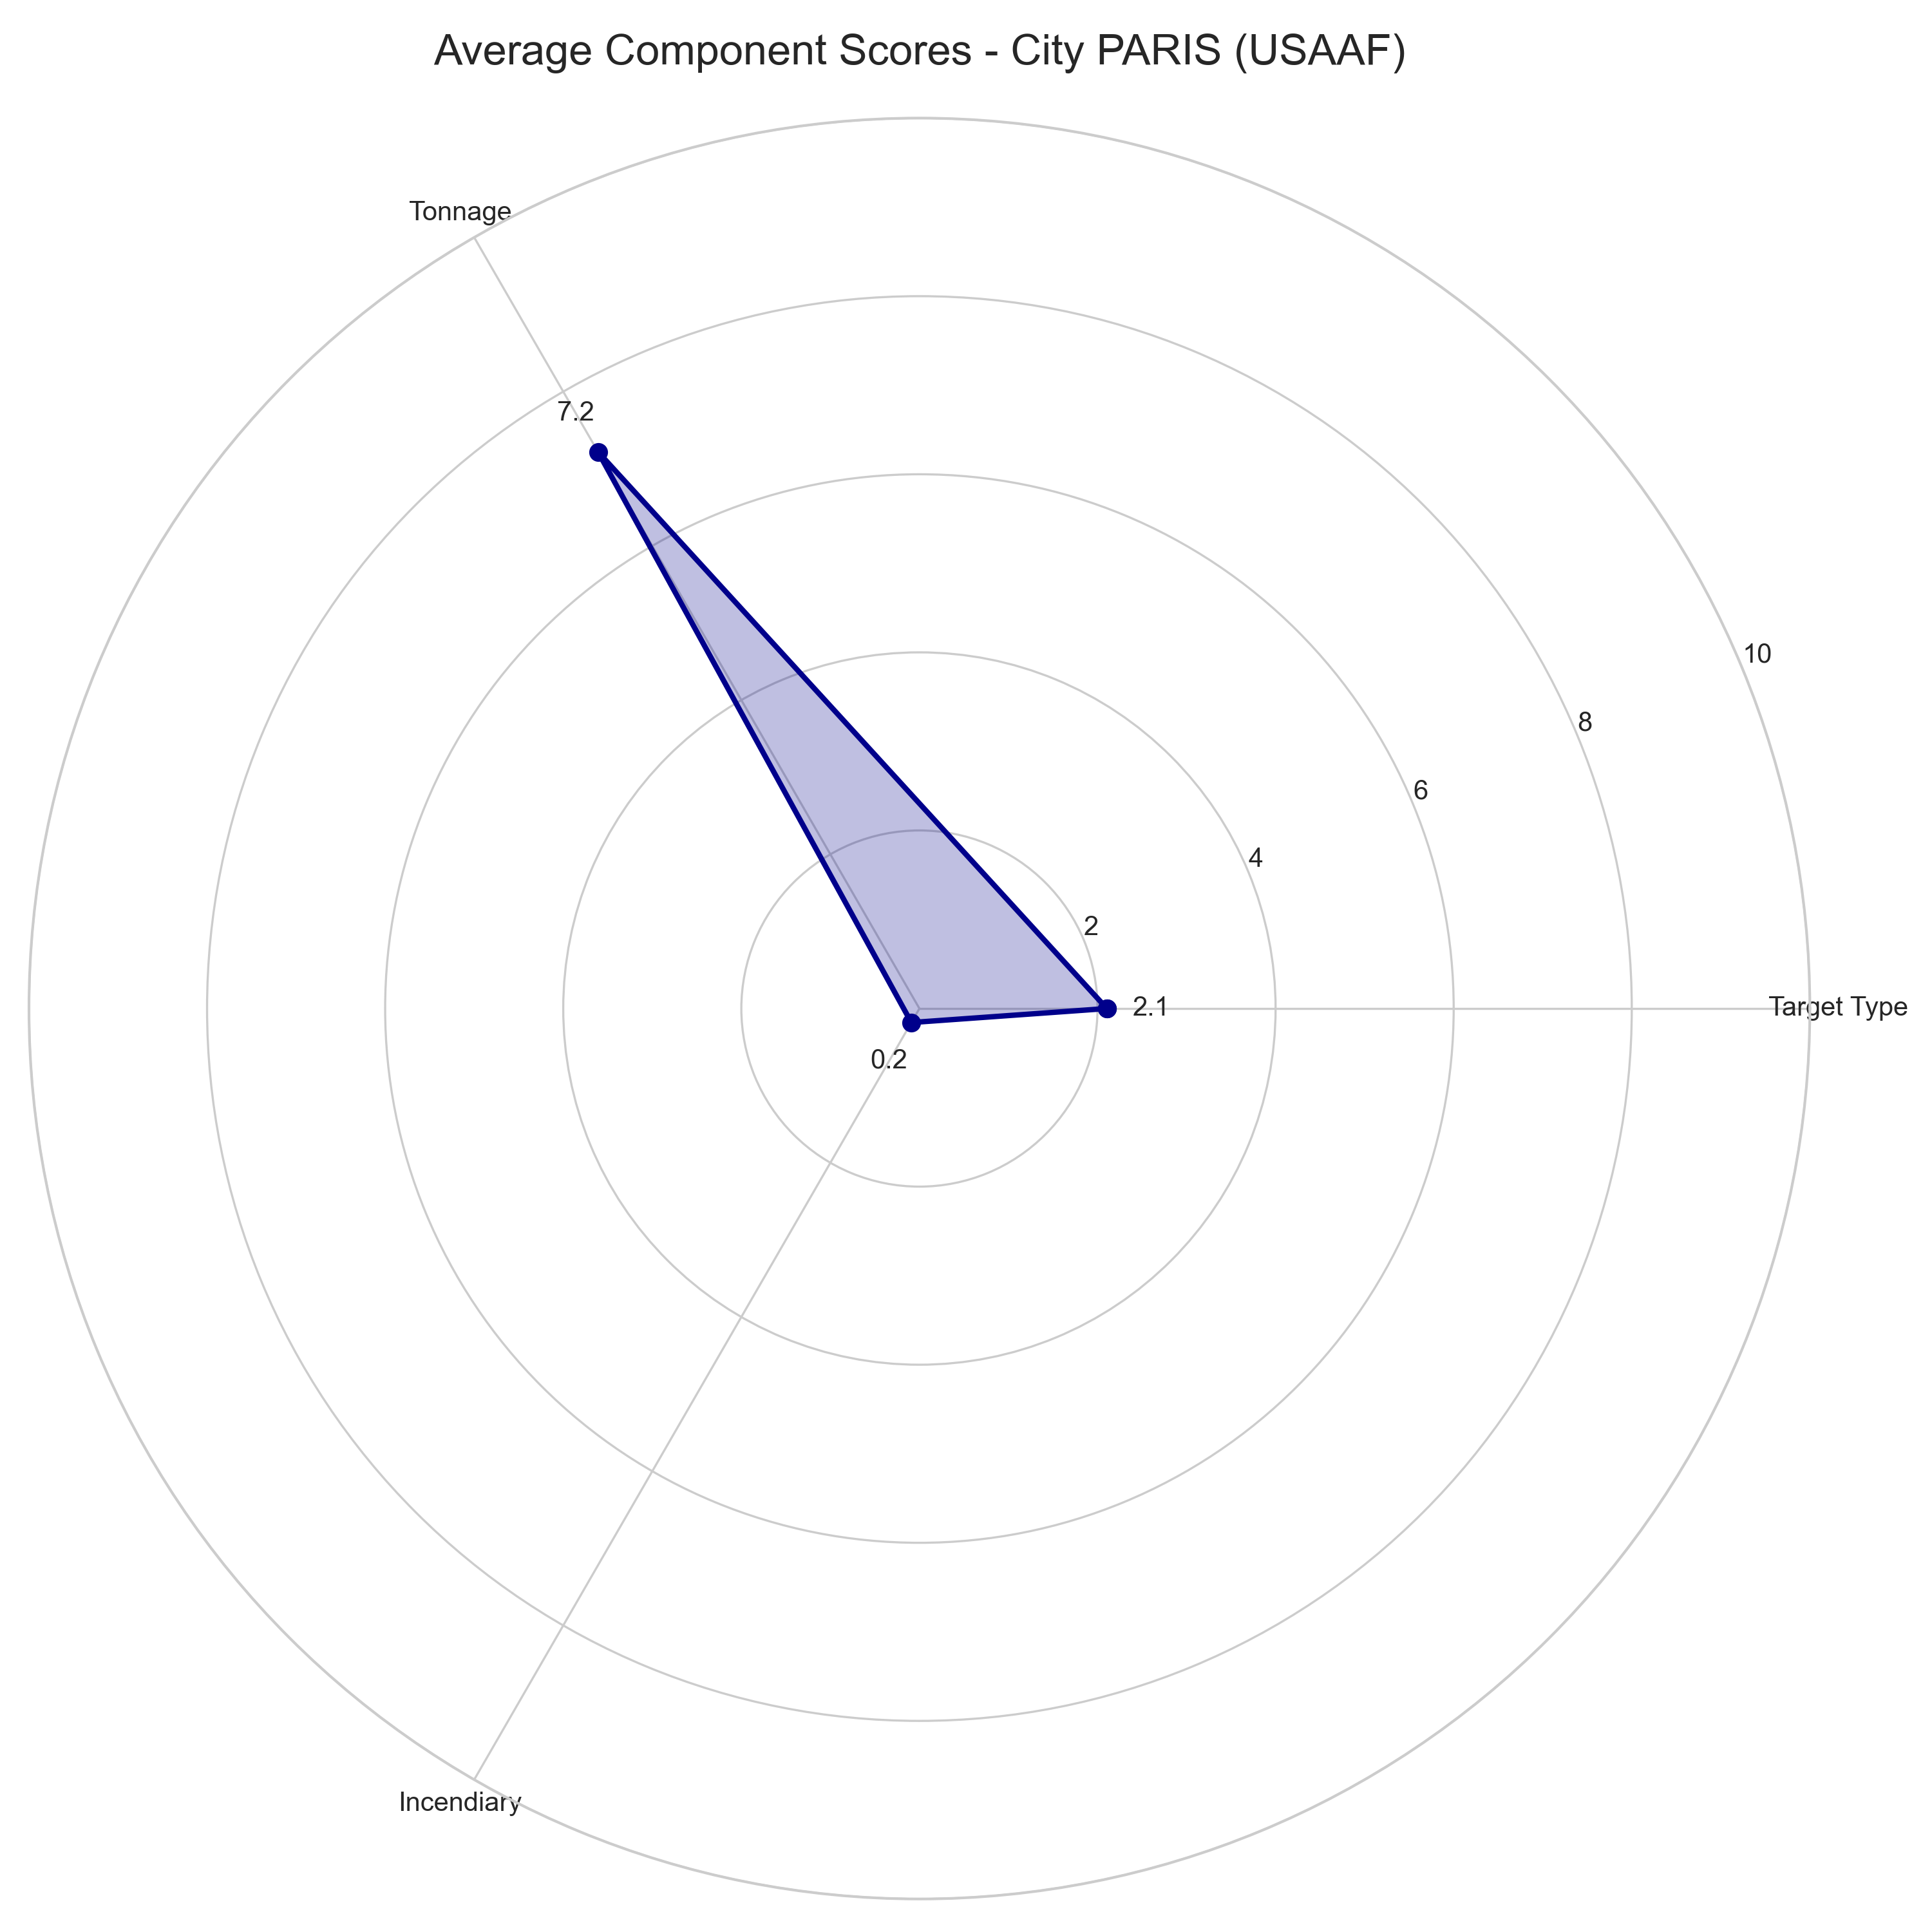 Average Component Scores - City PARIS (USAAF)
Tonnage
7.2
10
8
6
4
2
2.1
Target Type
0.2
Incendiary